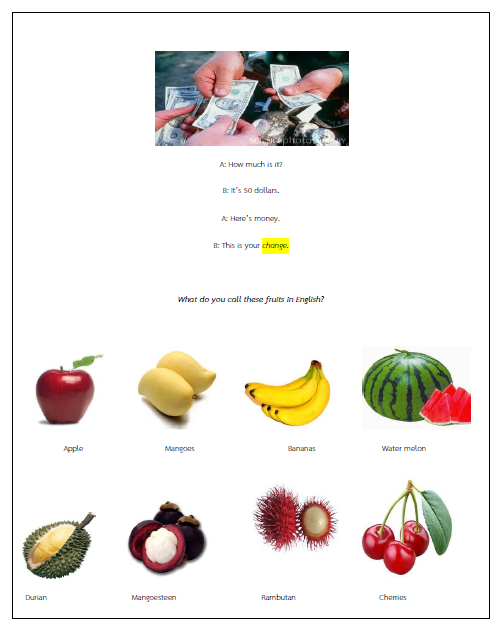 A: How much is it?
B: It's 50 dollars.
A: Here's money.
B: This is your change.
What do you call these fruits in English?
Apple Mangoes Bananas Water melon
Durian Mangoesteen Rambutan Cherries